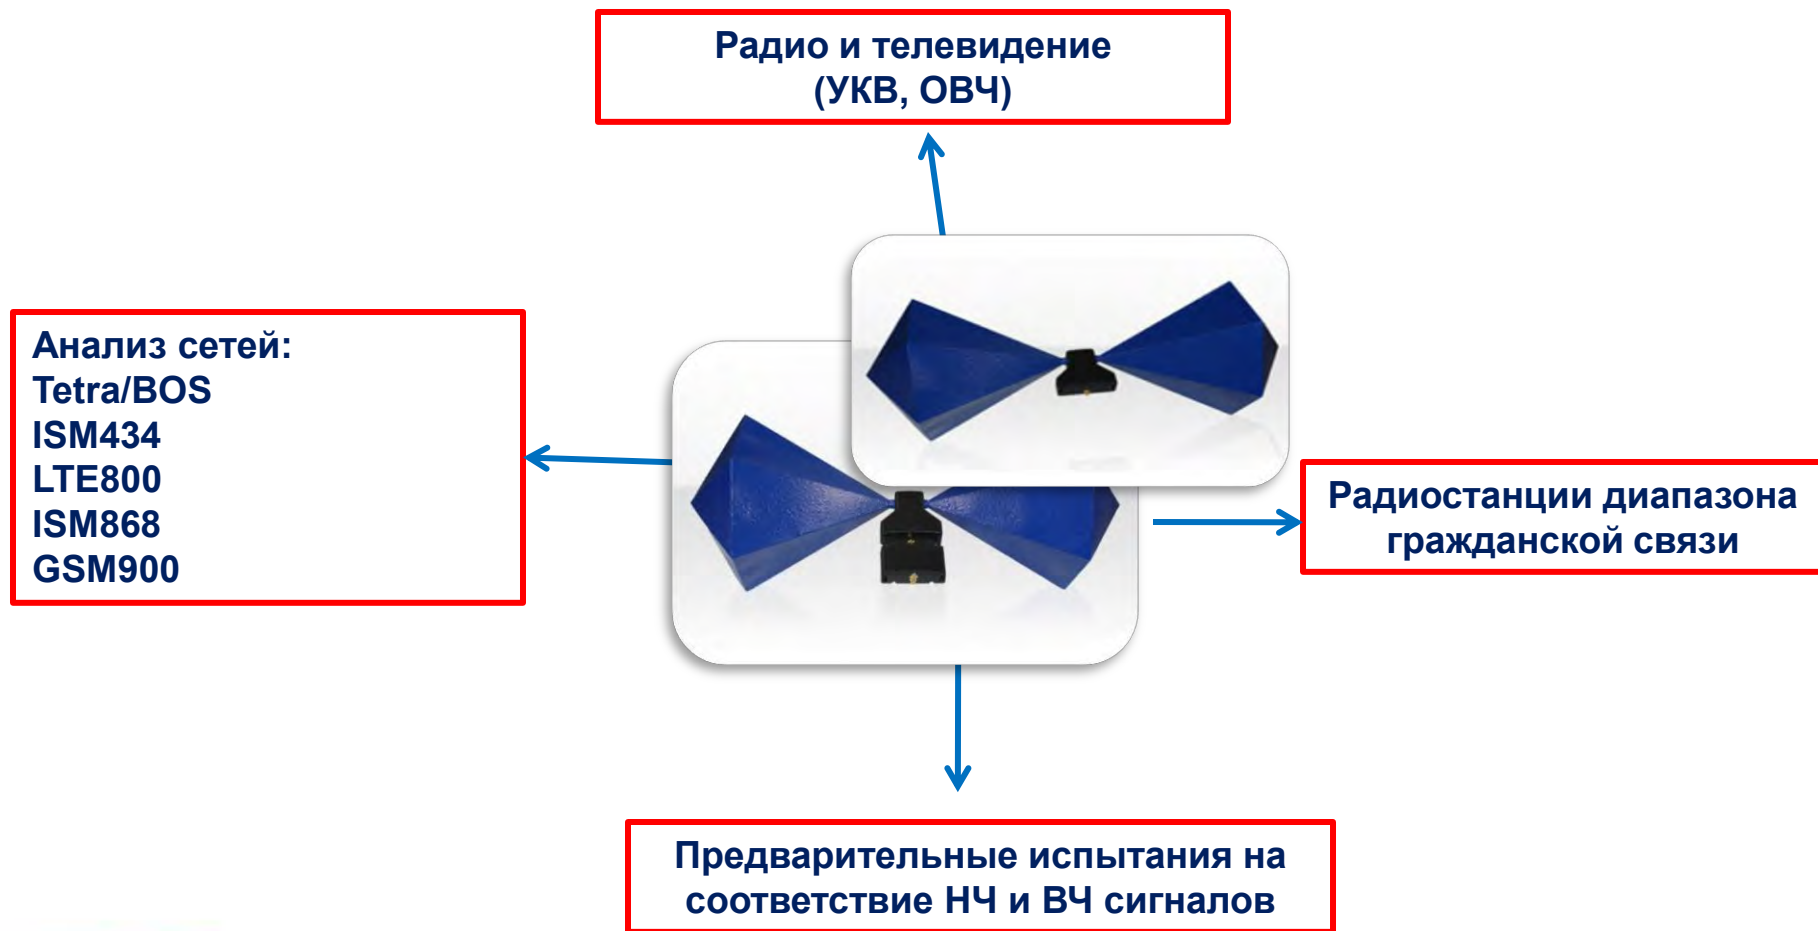 Радио и телевидение
(УКВ, ОВЧ)
Анализ сетей:
Tetra/BOS
ISM434
LTE800
ISM868
GSM900
Радиостанции диапазона
гражданской связи
Предварительные испытания на
соответствие НЧ и ВЧ сигналов